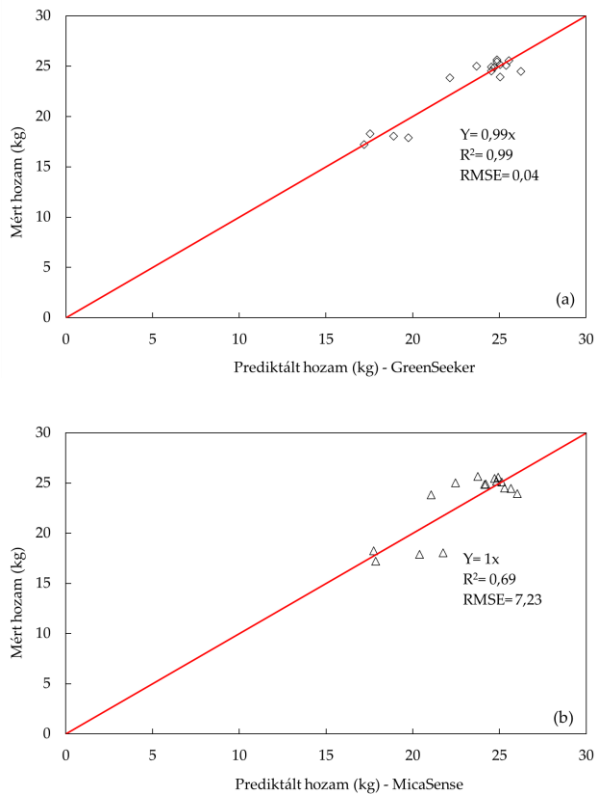 30
25
20
15
10
5
0
Mért hozam (kg)
Y= 0,99x
R²= 0,99
RMSE= 0,04
(a)
0 5 10 15 20 25 30
Prediktált hozam (kg) - GreenSeeker
30
25
20
15
10
5
0
Mért hozam (kg)
Y= 1x
R²= 0,69
RMSE= 7,23
(b)
0 5 10 15 20 25 30
Prediktált hozam (kg) - MicaSense